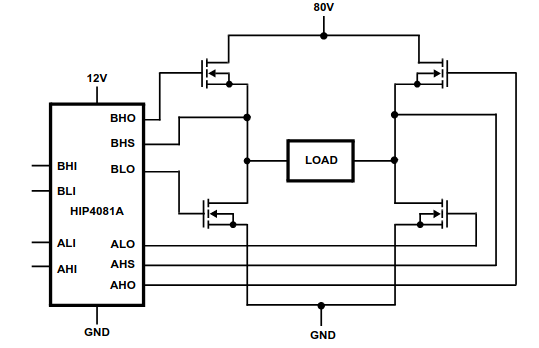 80V
12V
BHO
BHS
BHI
BLO
BLI
HIP4081A
LOAD
ALI
ALO
AHI
AHS
AHO
GND
GND